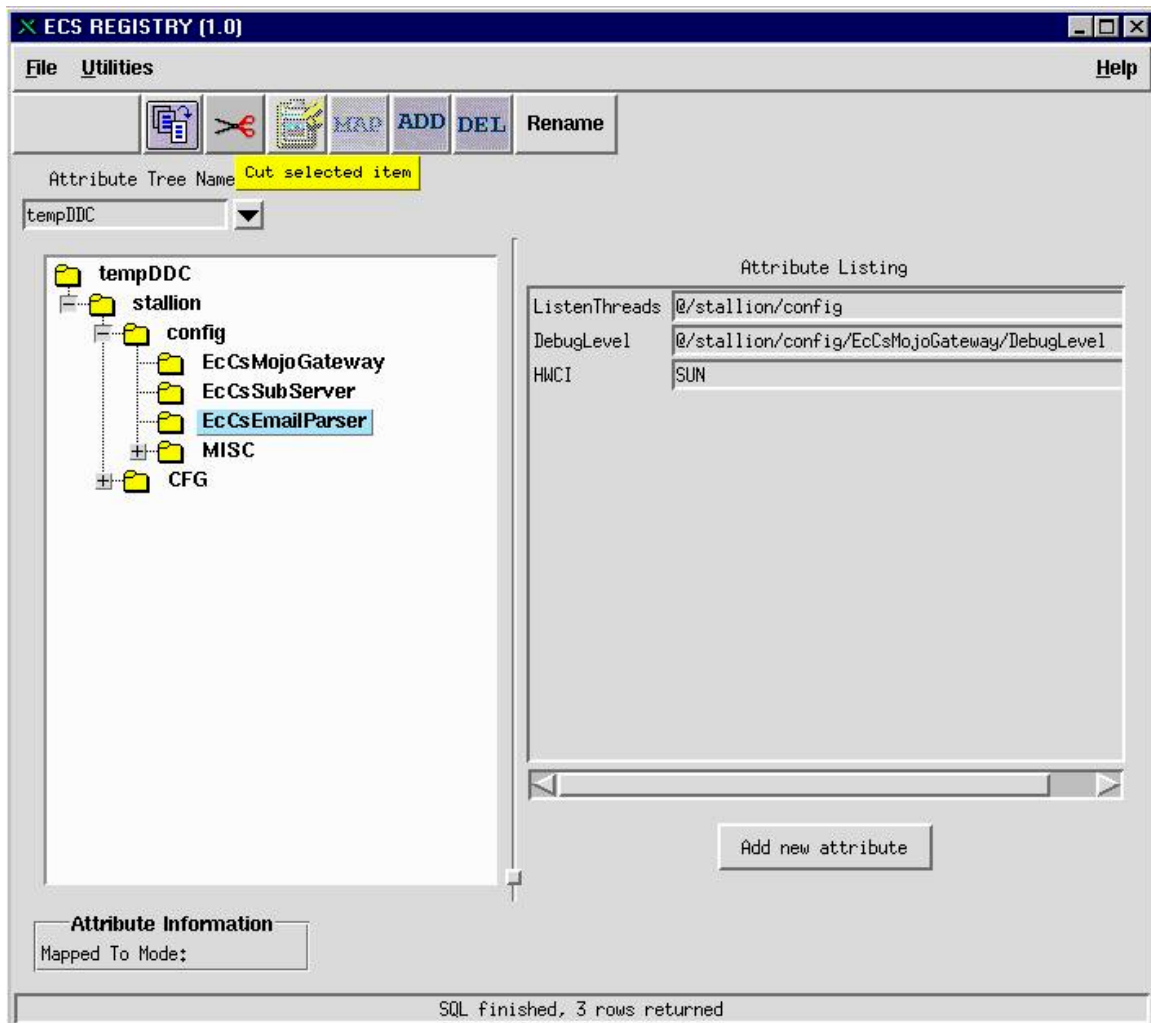 ECS REGISTRY (1.0)
File Utilities Help
MAP ADD DEL Rename
Cut selected item
Attribute Tree Name
tempDDC
tempDDC
stallion
config
EcCsMojoGateway
EcCsSubServer
EcCsEmailParser
MISC
CFG
Attribute Listing
ListenThreads @/stallion/config
DebugLevel @/stallion/config/EcCsMojoGateway/DebugLevel
HWCI SUN
Add new attribute
Attribute Information
Mapped To Mode:
SQL finished, 3 rows returned